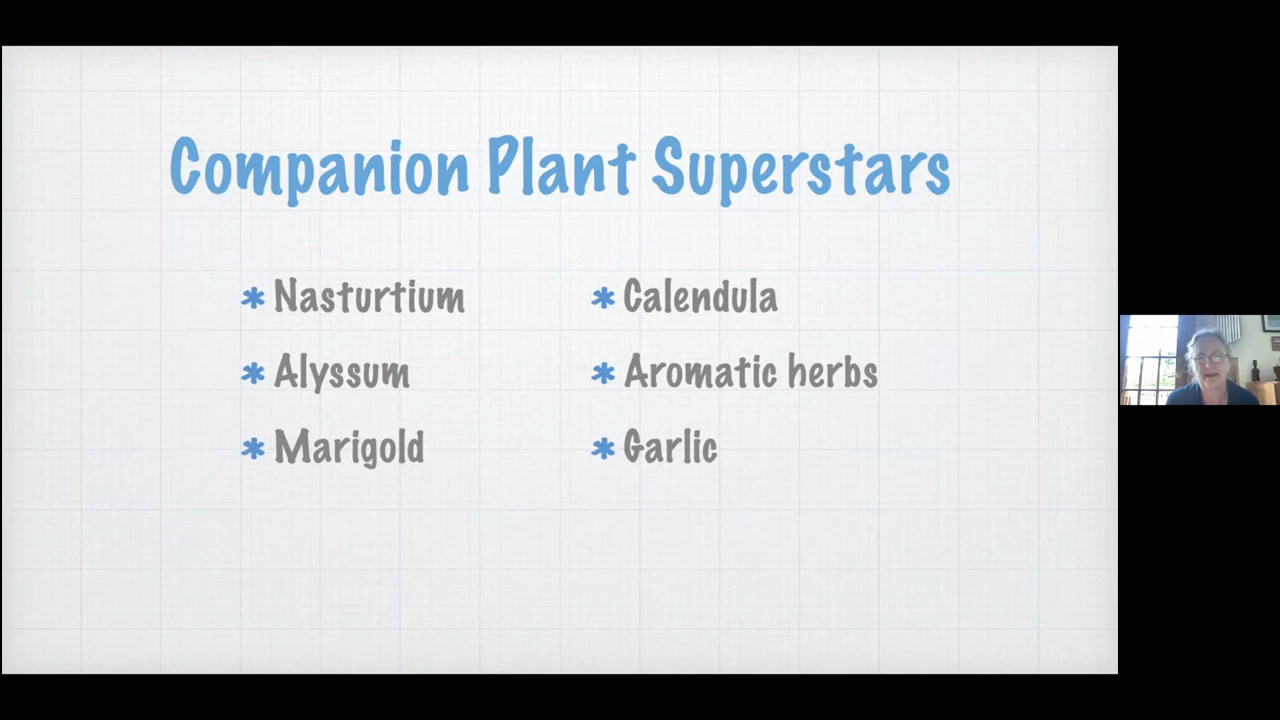 Companion Plant Superstars
* Nasturtium
* Alyssum
* Marigold
* Calendula
* Aromatic herbs
* Garlic